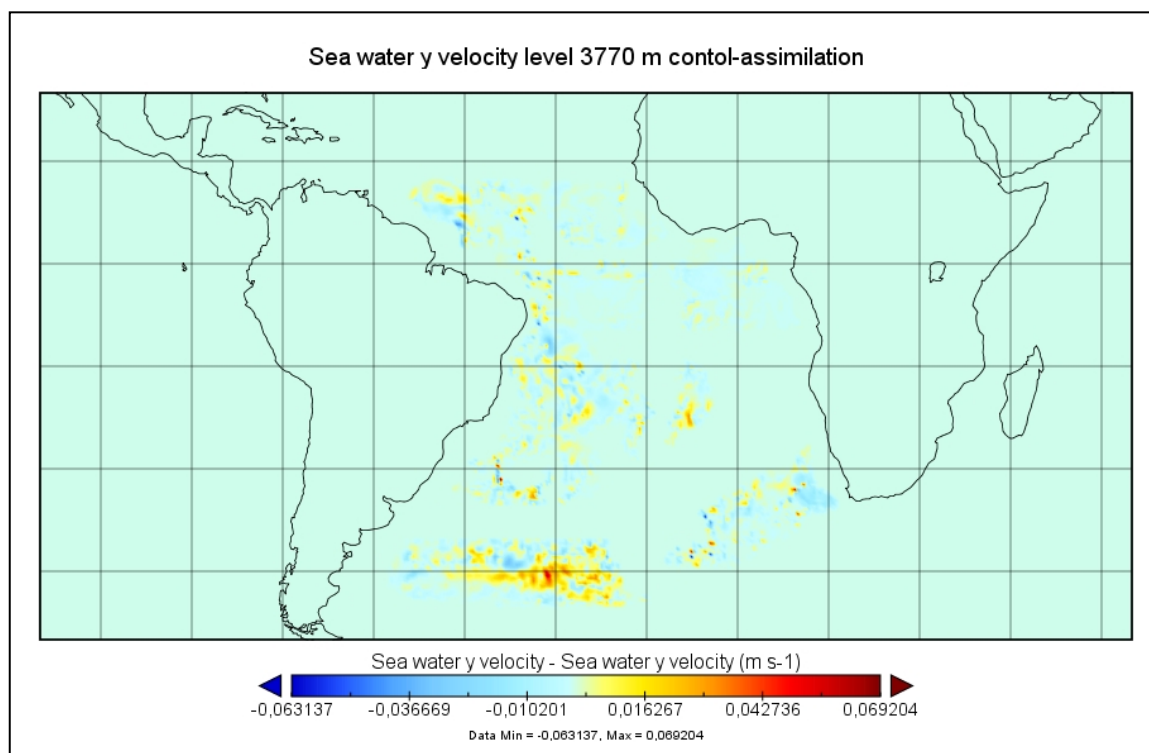 Sea water y velocity level 3770 m contol-assimilation
Sea water y velocity - Sea water y velocity (m s-1)
-0,063137 -0,036669 -0,010201 0,016267 0,042736 0,069204
Data Min = -0,063137, Max = 0,069204